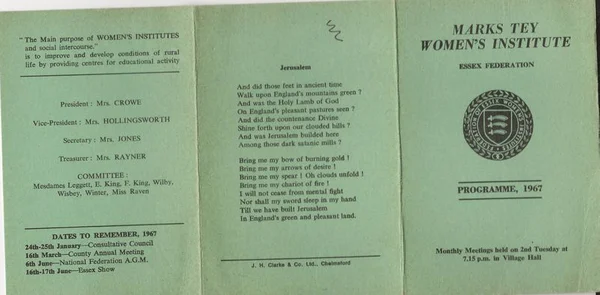 "The Main purpose of WOMEN'S INSTITUTES
and social intercourse."
is to improve and develop conditions of rural
life by providing centres for educational activity
President : Mrs. CROWE
Vice-President : Mrs. HOLLINGSWORTH
Secretary : Mrs. JONES
Treasurer : Mrs. RAYNER
COMMITTEE :
Mesdames Leggett, E. King, F. King, Wilby,
Wisbey, Winter, Miss Raven
DATES TO REMEMBER, 1967
24th-25th January—Consultative Council
16th March—County Annual Meeting
6th June—National Federation A.G.M.
16th-17th June—Essex Show
Jerusalem
And did those feet in ancient time
Walk upon England's mountains green ?
And was the Holy Lamb of God
On England's pleasant pastures seen ?
And did the countenance Divine
Shine forth upon our clouded hills ?
And was Jerusalem builded here
Among those dark satanic mills ?
Bring me my bow of burning gold !
Bring me my arrows of desire !
Bring me my spear ! Oh clouds unfold !
Bring me my chariot of fire !
I will not cease from mental fight
Nor shall my sword sleep in my hand
Till we have built Jerusalem
In England's green and pleasant land.
J. H. Clarke & Co. Ltd., Chelmsford
MARKS TEY
WOMEN'S INSTITUTE
ESSEX FEDERATION
PROGRAMME, 1967
Monthly Meetings held on 2nd Tuesday at
7.15 p.m. in Village Hall